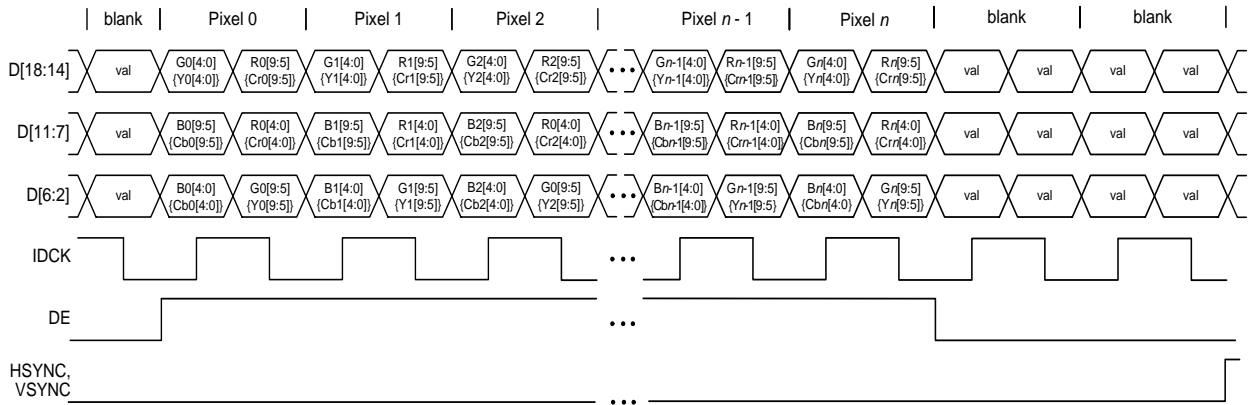 blank Pixel 0 Pixel 1 Pixel 2 Pixel n - 1 Pixel n blank blank
D[18:14] val G0[4:0] R0[9:5] G1[4:0] R1[9:5] G2[4:0] R2[9:5] Gn-1[4:0] Rn-1[9:5] Gn[4:0] Rn[9:5] val val val val
{Y0[4:0]} {Cr0[9:5]} {Y1[4:0]} {Cr1[9:5]} {Y2[4:0]} {Cr2[9:5]} {Yn-1[4:0]} {Crn-1[9:5]} {Yn[4:0]} {Crn[9:5]}
D[11:7] val B0[9:5] R0[4:0] B1[9:5] R1[4:0] B2[9:5] R0[4:0] Bn-1[9:5] Rn-1[4:0] Bn[9:5] Rn[4:0] val val val val
{Cb0[9:5]} {Cr0[4:0]} {Cb1[9:5]} {Cr1[4:0]} {Cb2[9:5]} {Cr2[4:0]} {Cbn-1[9:5]} {Crn-1[4:0]} {Cbn[9:5]} {Crn[4:0]}
D[6:2] val B0[4:0] G0[9:5] B1[4:0] G1[9:5] B2[4:0] G0[9:5] Bn-1[4:0] Gn-1[9:5] Bn[4:0] Gn[9:5] val val val val
{Cb0[4:0]} {Y0[9:5]} {Cb1[4:0]} {Y1[9:5]} {Cb2[4:0]} {Y2[9:5]} {Cbn-1[4:0]} {Yn-1[9:5]} {Cbn[4:0]} {Yn[9:5]}
IDCK
DE
HSYNC,
VSYNC